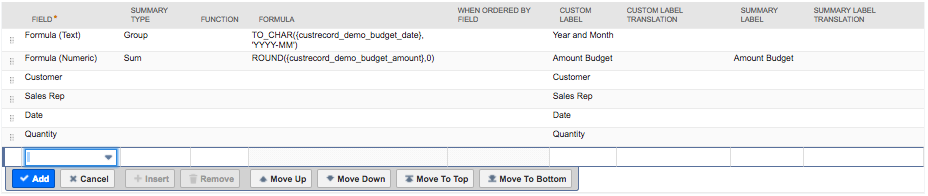 FIELD* SUMMARY TYPE FUNCTION FORMULA WHEN ORDERED BY FIELD CUSTOM LABEL CUSTOM LABEL TRANSLATION SUMMARY LABEL SUMMARY LABEL TRANSLATION
Formula (Text) Group TO_CHAR({custrecord_demo_budget_date}, 'YYYY-MM') Year and Month
Formula (Numeric) Sum ROUND({custrecord_demo_budget_amount},0) Amount Budget Amount Budget
Customer Customer
Sales Rep Sales Rep
Date Date
Quantity Quantity
Add Cancel Insert Remove Move Up Move Down Move To Top Move To Bottom